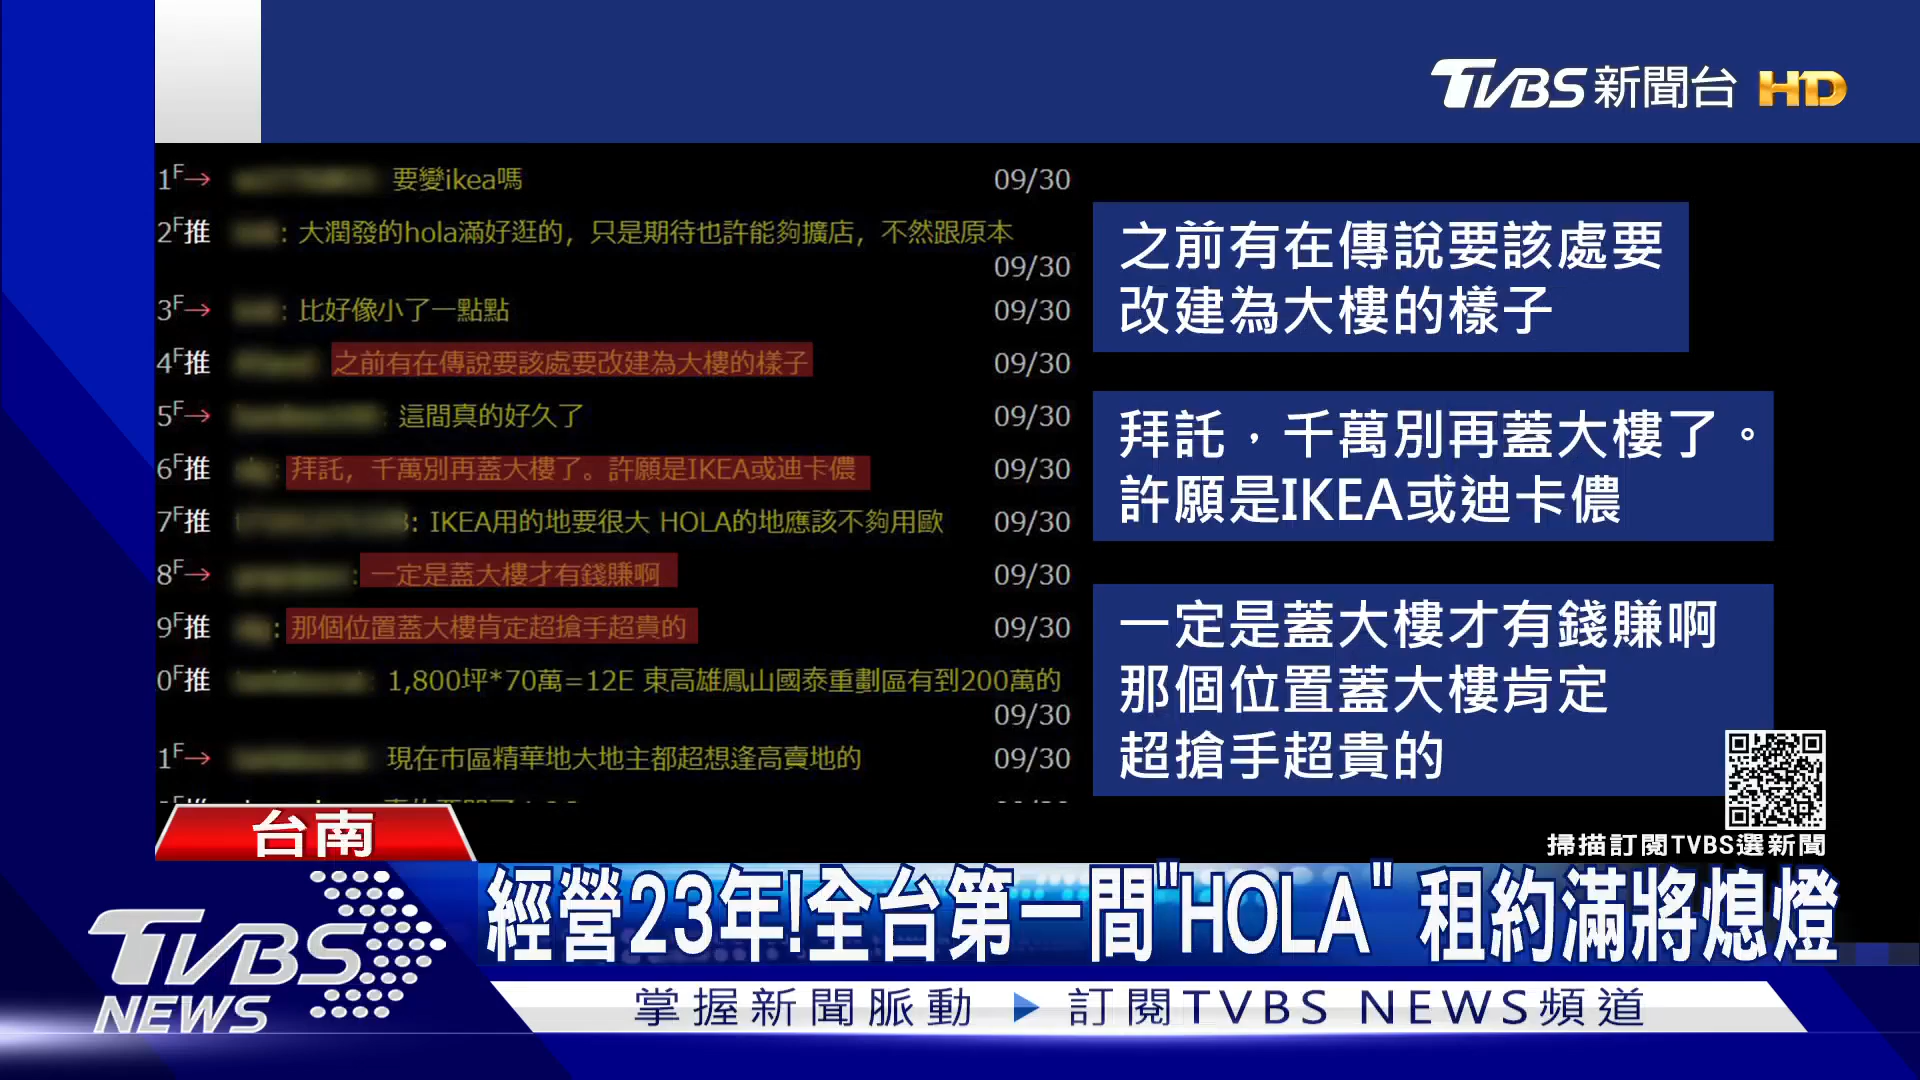 TVBS新聞台 HD
1F→ 要變ikea嗎 09/30
2F推 : 大潤發的hola滿好逛的，只是期待也許能夠擴店，不然跟原本
09/30
3F→ : 比好像小了一點點 09/30
4F推 之前有在傳說要該處要改建為大樓的樣子 09/30
5F→ : 這間真的好久了 09/30
6F推 : 拜託，千萬別再蓋大樓了。許願是IKEA或迪卡儂 09/30
7F推 : IKEA用的地要很大 HOLA的地應該不夠用歐 09/30
8F→ : 一定是蓋大樓才有錢賺啊 09/30
9F推 : 那個位置蓋大樓肯定超搶手超貴的 09/30
0F推 : 1,800坪*70萬=12E 東高雄鳳山國泰重劃區有到200萬的
09/30
1F→ 現在市區精華地大地主都超想逢高賣地的 09/30
之前有在傳說要該處要
改建為大樓的樣子
拜託，千萬別再蓋大樓了。
許願是IKEA或迪卡儂
一定是蓋大樓才有錢賺啊
那個位置蓋大樓肯定
超搶手超貴的
掃描訂閱TVBS選新聞
台南
經營23年!全台第一間"HOLA" 租約滿將熄燈
TVBS
NEWS
掌握新聞脈動 ▶ 訂閱TVBS NEWS頻道